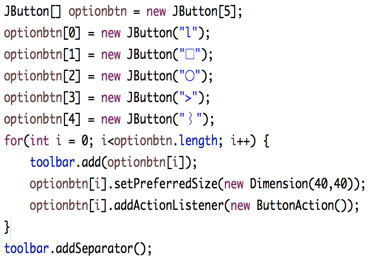 JButton[] optionbtn = new JButton[5];
optionbtn[0] = new JButton("l");
optionbtn[1] = new JButton("□");
optionbtn[2] = new JButton("○");
optionbtn[3] = new JButton(">");
optionbtn[4] = new JButton("⌇");
for(int i = 0; i<optionbtn.length; i++) {
    toolbar.add(optionbtn[i]);
    optionbtn[i].setPreferredSize(new Dimension(40,40));
    optionbtn[i].addActionListener(new ButtonAction());
}
toolbar.addSeparator();